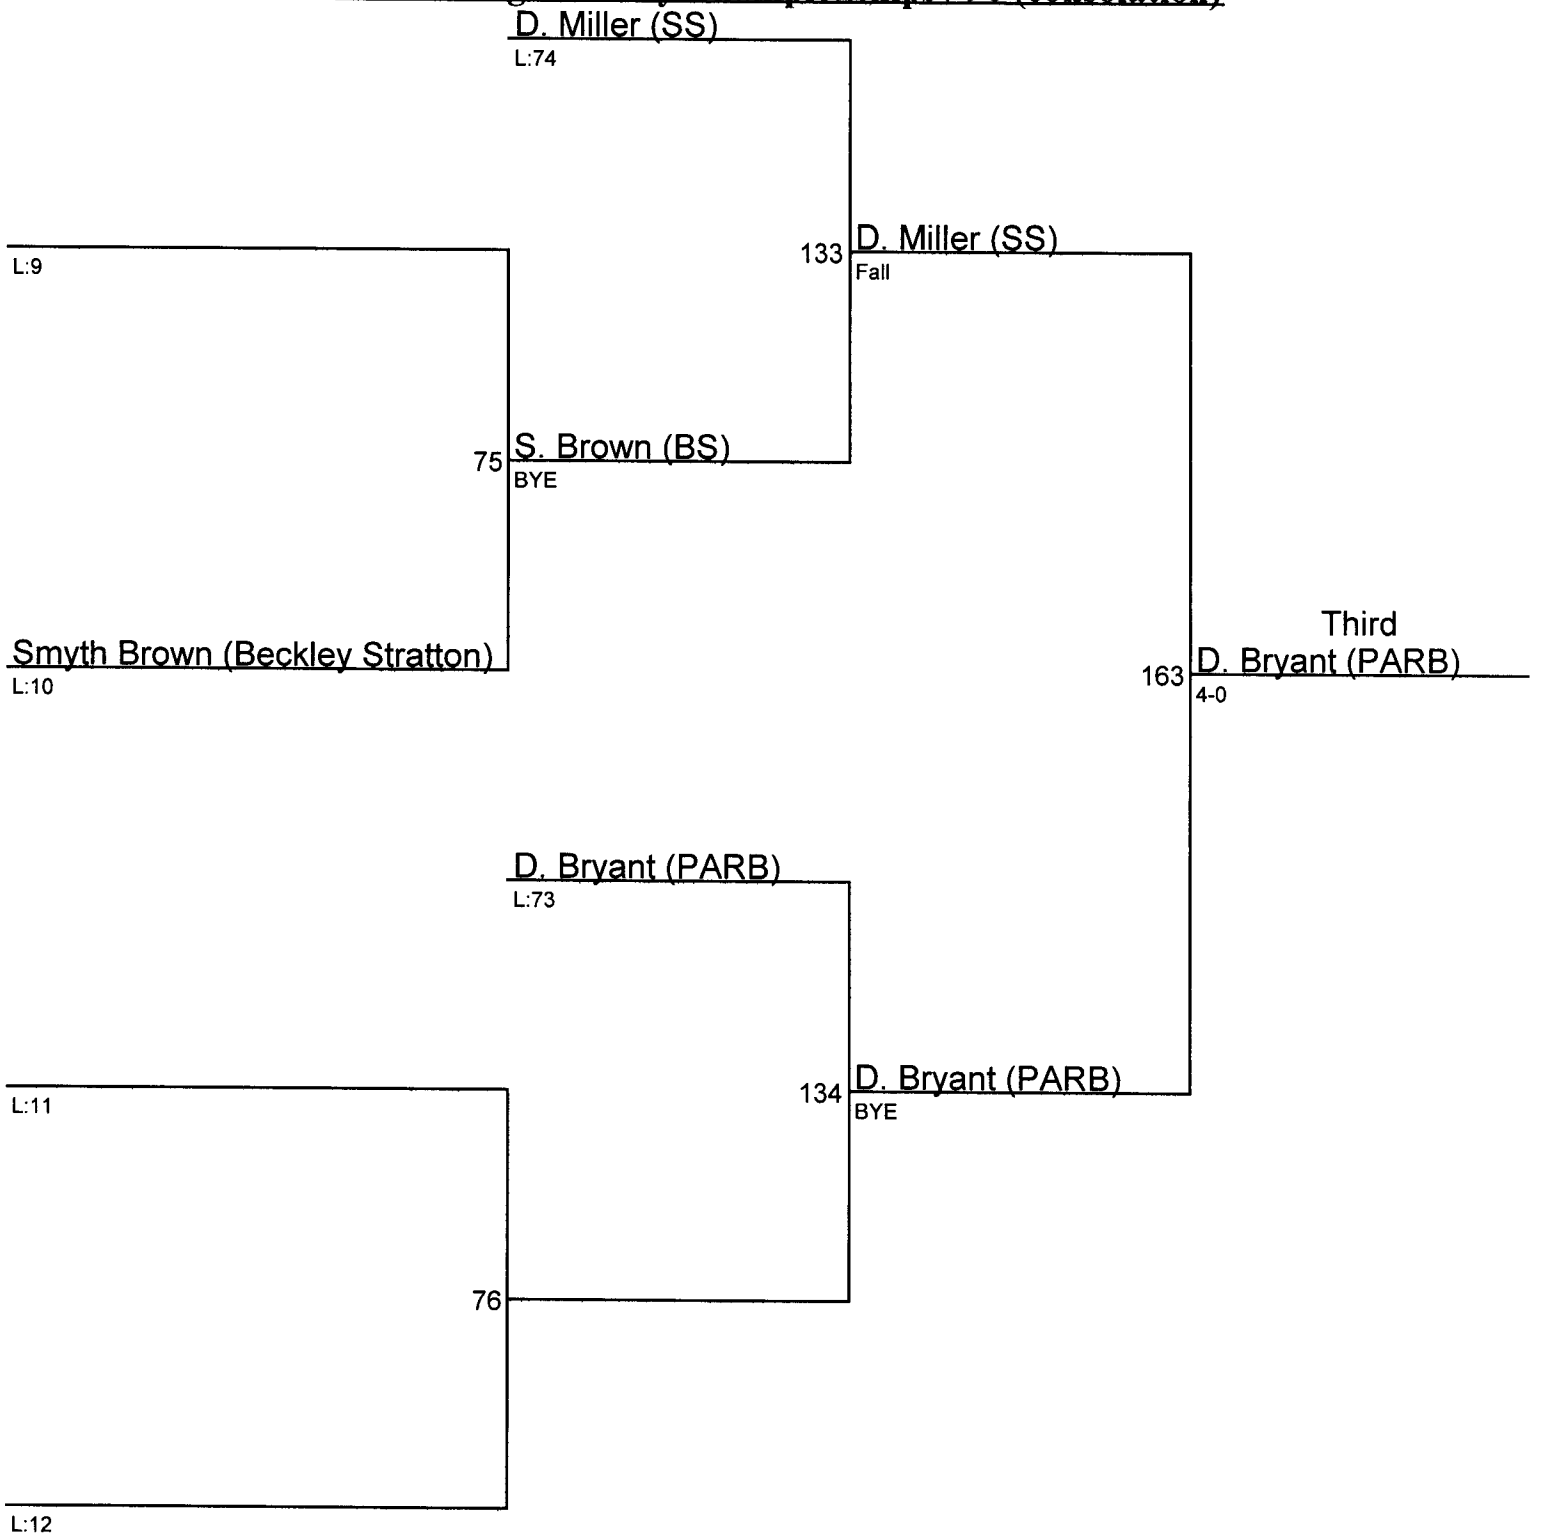 (consolation)
D. Miller (SS)
L:74
L:9
133
D. Miller (SS)
Fall
75
S. Brown (BS)
BYE
Smyth Brown (Beckley Stratton)
L:10
Third
163
D. Bryant (PARB)
4-0
D. Bryant (PARB)
L:73
L:11
134
D. Bryant (PARB)
BYE
76
L:12